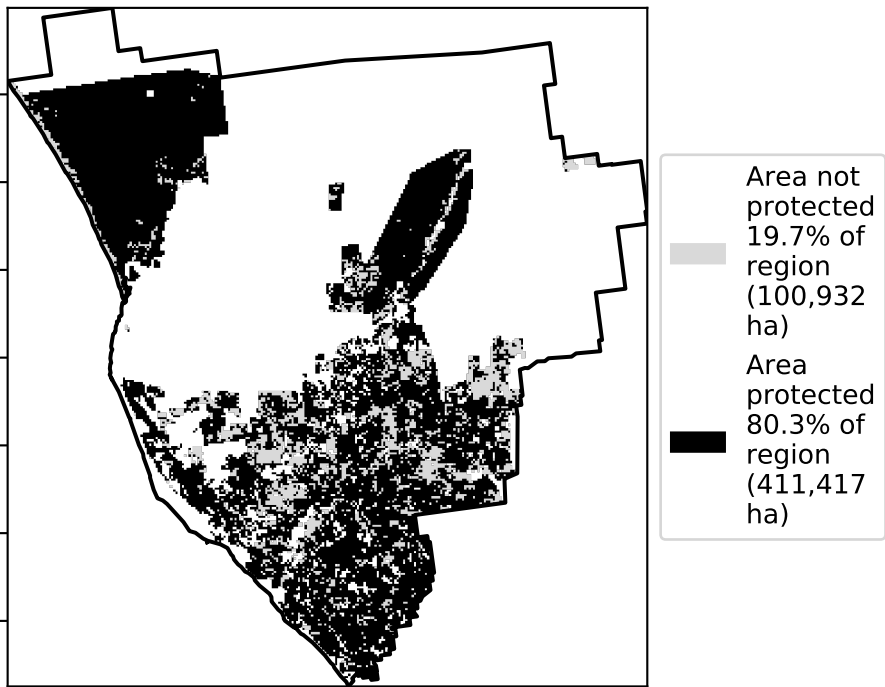 Area not
protected
19.7% of
region
(100,932
ha)
Area
protected
80.3% of
region
(411,417
ha)